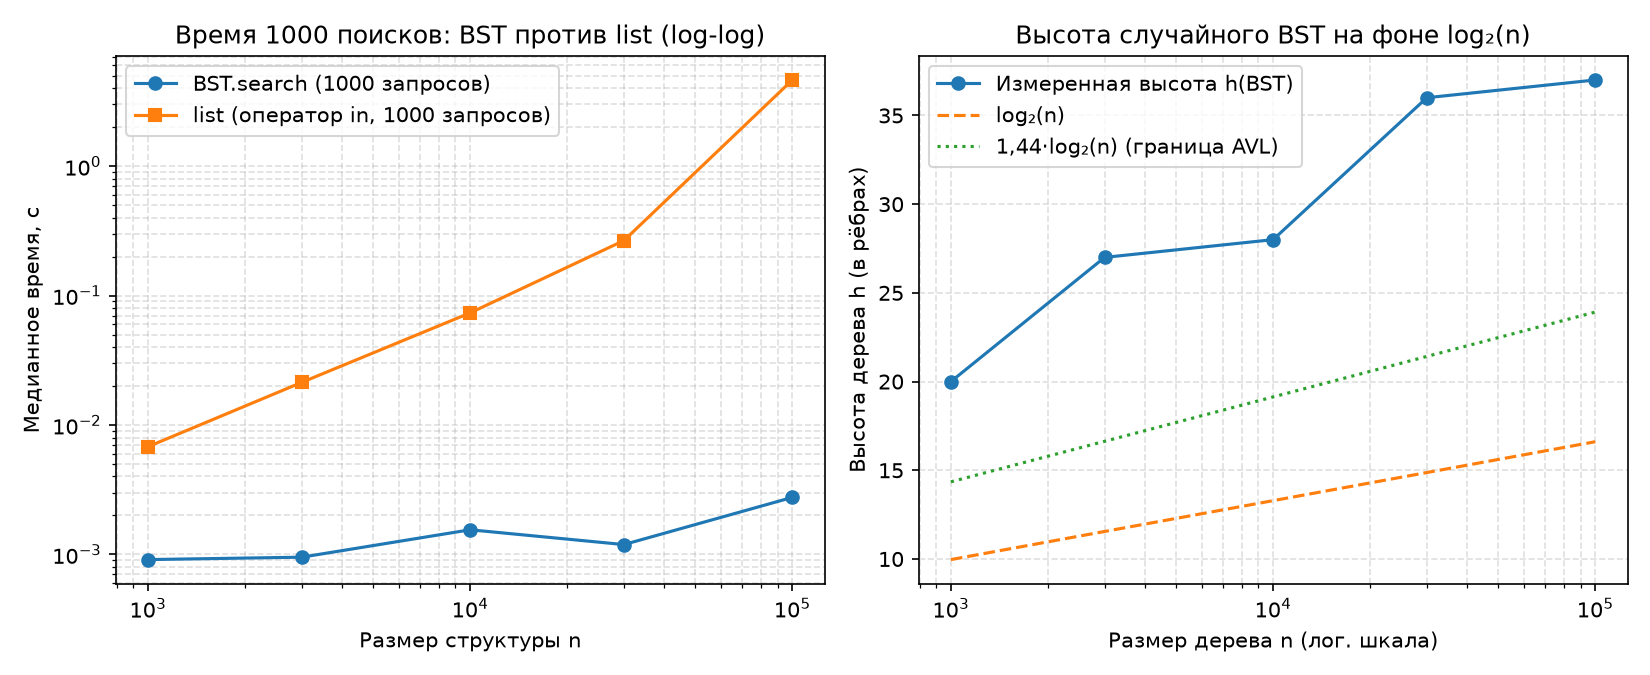 Время 1000 поисков: BST против list (log-log)
BST.search (1000 запросов)
list (оператор in, 1000 запросов)
Медианное время, с
10⁰
10⁻¹
10⁻²
10⁻³
10³
10⁴
10⁵
Размер структуры n
Высота случайного BST на фоне log₂(n)
Измеренная высота h(BST)
log₂(n)
1,44·log₂(n) (граница AVL)
Высота дерева h (в рёбрах)
35
30
25
20
15
10
10³
10⁴
10⁵
Размер дерева n (лог. шкала)